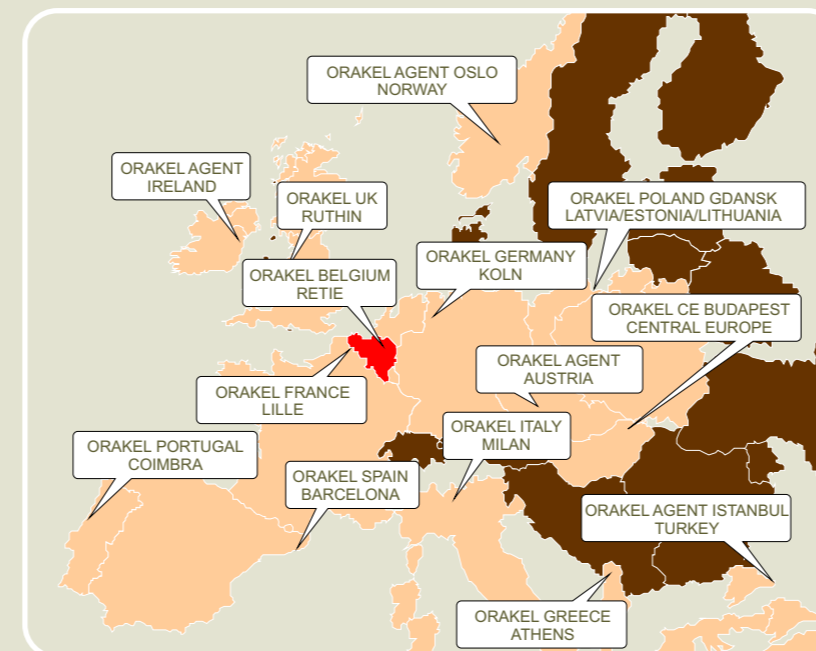 ORAKEL AGENT OSLO
NORWAY
ORAKEL AGENT
IRELAND
ORAKEL UK
RUTHIN
ORAKEL POLAND GDANSK
LATVIA/ESTONIA/LITHUANIA
ORAKEL BELGIUM
RETIE
ORAKEL GERMANY
KOLN
ORAKEL CE BUDAPEST
CENTRAL EUROPE
ORAKEL AGENT
AUSTRIA
ORAKEL FRANCE
LILLE
ORAKEL ITALY
MILAN
ORAKEL PORTUGAL
COIMBRA
ORAKEL SPAIN
BARCELONA
ORAKEL AGENT ISTANBUL
TURKEY
ORAKEL GREECE
ATHENS